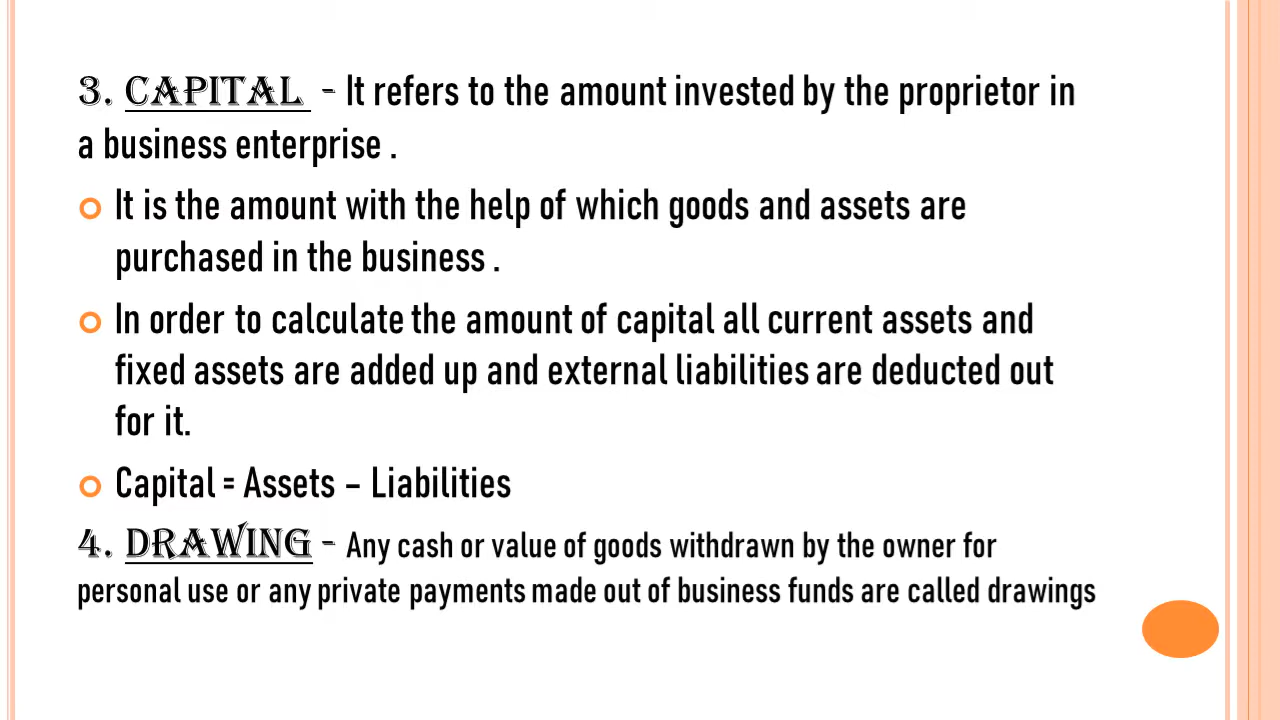 3. CAPITAL - It refers to the amount invested by the proprietor in
a business enterprise .
It is the amount with the help of which goods and assets are
purchased in the business .
In order to calculate the amount of capital all current assets and
fixed assets are added up and external liabilities are deducted out
for it.
Capital = Assets – Liabilities
4. DRAWING - Any cash or value of goods withdrawn by the owner for
personal use or any private payments made out of business funds are called drawings